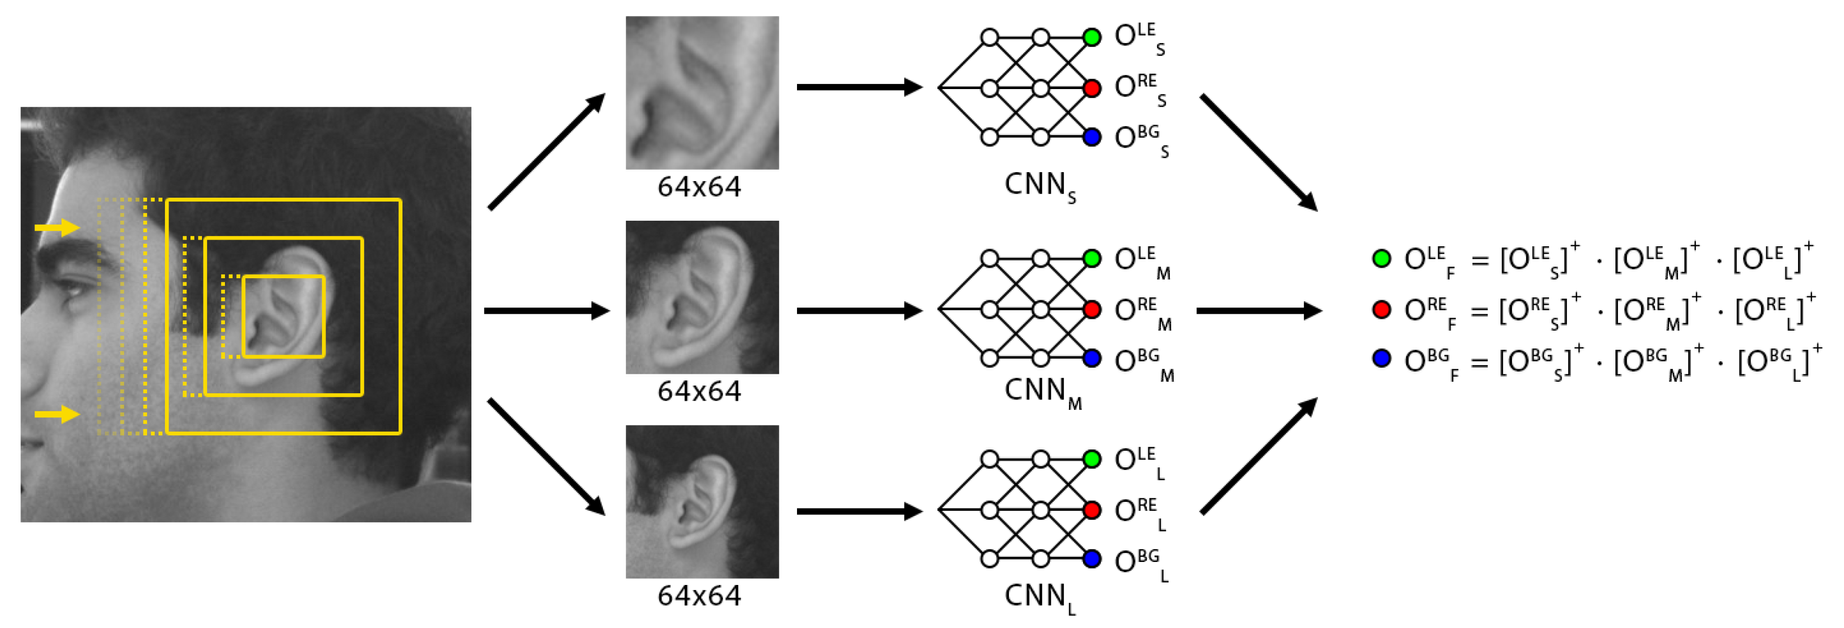 O^LE_S
O^RE_S
O^BG_S
64x64
CNN_S
O^LE_M
O^RE_M
O^BG_M
64x64
CNN_M
O^LE_L
O^RE_L
O^BG_L
64x64
CNN_L
O^LE_F = [O^LE_S]^+ · [O^LE_M]^+ · [O^LE_L]^+
O^RE_F = [O^RE_S]^+ · [O^RE_M]^+ · [O^RE_L]^+
O^BG_F = [O^BG_S]^+ · [O^BG_M]^+ · [O^BG_L]^+